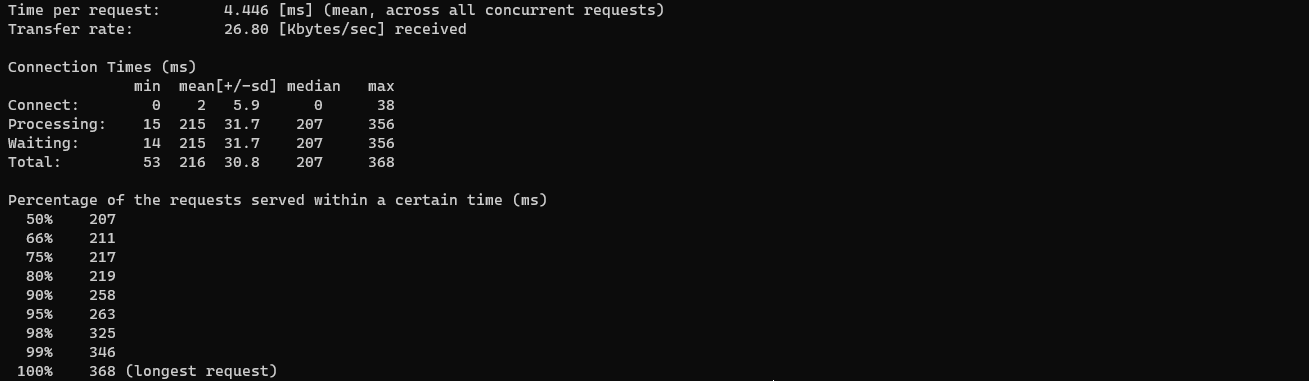 Time per request:       4.446 [ms] (mean, across all concurrent requests)
Transfer rate:          26.80 [Kbytes/sec] received

Connection Times (ms)
              min  mean[+/-sd] median   max
Connect:        0    2   5.9      0      38
Processing:    15  215  31.7    207     356
Waiting:       14  215  31.7    207     356
Total:         53  216  30.8    207     368

Percentage of the requests served within a certain time (ms)
  50%    207
  66%    211
  75%    217
  80%    219
  90%    258
  95%    263
  98%    325
  99%    346
 100%    368 (longest request)